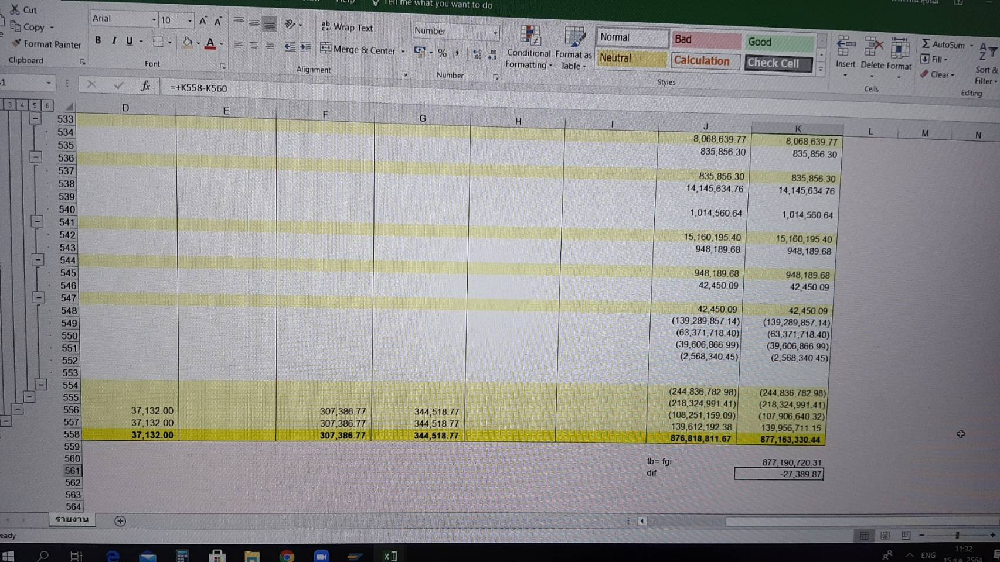 Tell me what you want to do
Cut
Copy
Format Painter
Clipboard
Arial
10
A A
B I U
A
Font
ab Wrap Text
Merge & Center
Alignment
Number
% ,
Number
Conditional Formatting
Format as Table
Normal
Bad
Good
Neutral
Calculation
Check Cell
Styles
Insert
Delete
Format
Cells
AutoSum
Fill
Clear
Sort & Filter
Editing
fx
=+K558-K560
3 4 5 6
D E F G H I J K L M N
533
534 8,068,639.77 8,068,639.77
535 835,856.30 835,856.30
536
537 835,856.30 835,856.30
538 14,145,634.76 14,145,634.76
539
540 1,014,560.64 1,014,560.64
541
542 15,160,195.40 15,160,195.40
543 948,189.68 948,189.68
544
545 948,189.68 948,189.68
546 42,450.09 42,450.09
547
548 42,450.09 42,450.09
549 (139,289,857.14) (139,289,857.14)
550 (63,371,718.40) (63,371,718.40)
551 (39,606,866.99) (39,606,866.99)
552 (2,568,340.45) (2,568,340.45)
553
554 (244,836,782.98) (244,836,782.98)
555 (218,324,991.41) (218,324,991.41)
556 37,132.00 307,386.77 344,518.77 (108,251,159.09) (107,906,640.32)
557 37,132.00 307,386.77 344,518.77 139,612,192.38 139,956,711.15
558 37,132.00 307,386.77 344,518.77 876,818,811.67 877,163,330.44
559
560 tb= fgi 877,190,720.31
561 dif -27,389.87
562
563
564
รายงาน
eady
ENG
11:32